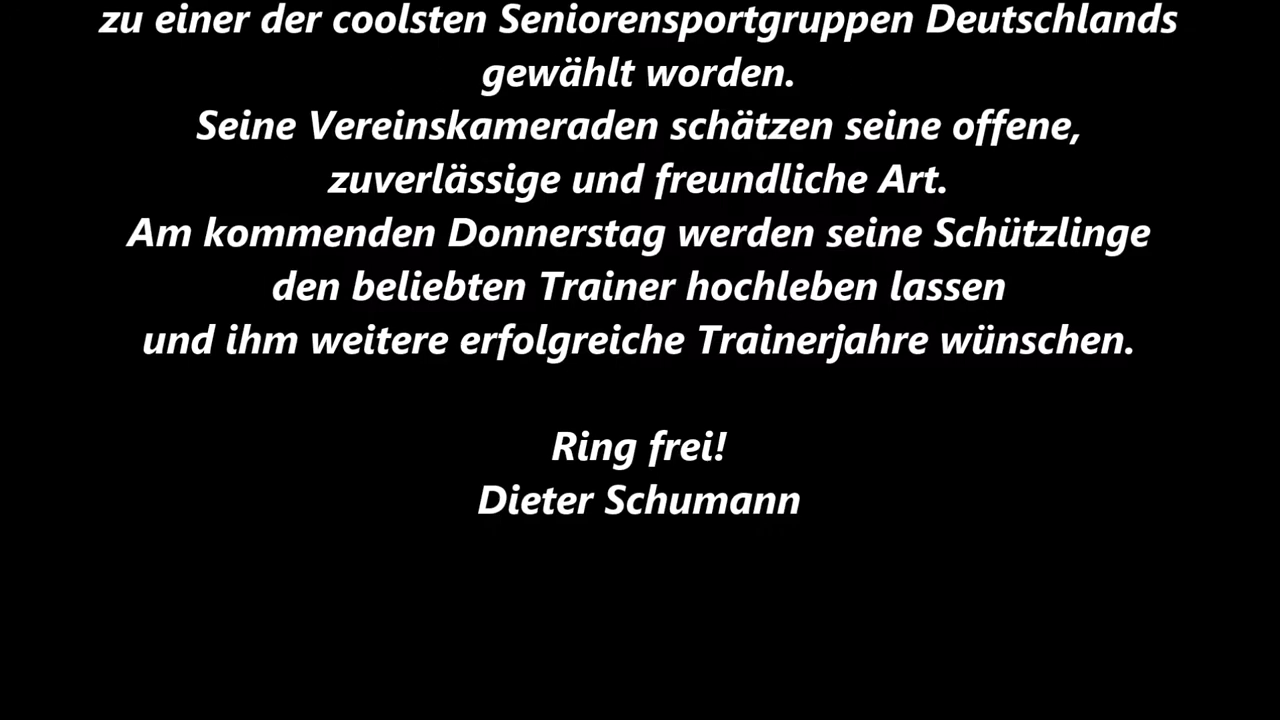 zu einer der coolsten Seniorensportgruppen Deutschlands
gewählt worden.
Seine Vereinskameraden schätzen seine offene,
zuverlässige und freundliche Art.
Am kommenden Donnerstag werden seine Schützlinge
den beliebten Trainer hochleben lassen
und ihm weitere erfolgreiche Trainerjahre wünschen.
Ring frei!
Dieter Schumann